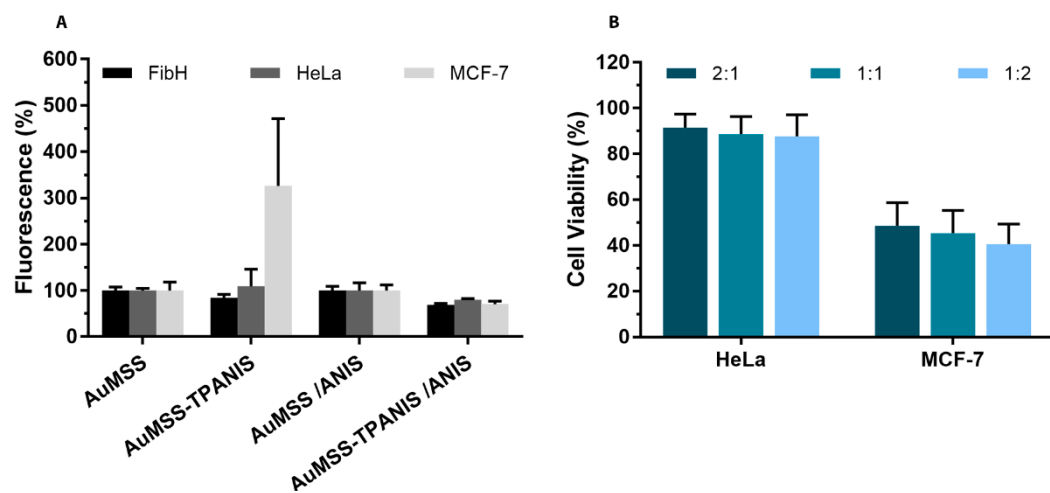 A
Fluorescence (%)
600
500
400
300
200
100
0
FibH
HeLa
MCF-7
AuMSS
AuMSS-TPANIS
AuMSS /ANIS
AuMSS-TPANIS /ANIS
B
Cell Viability (%)
120
100
80
60
40
20
0
2:1
1:1
1:2
HeLa
MCF-7